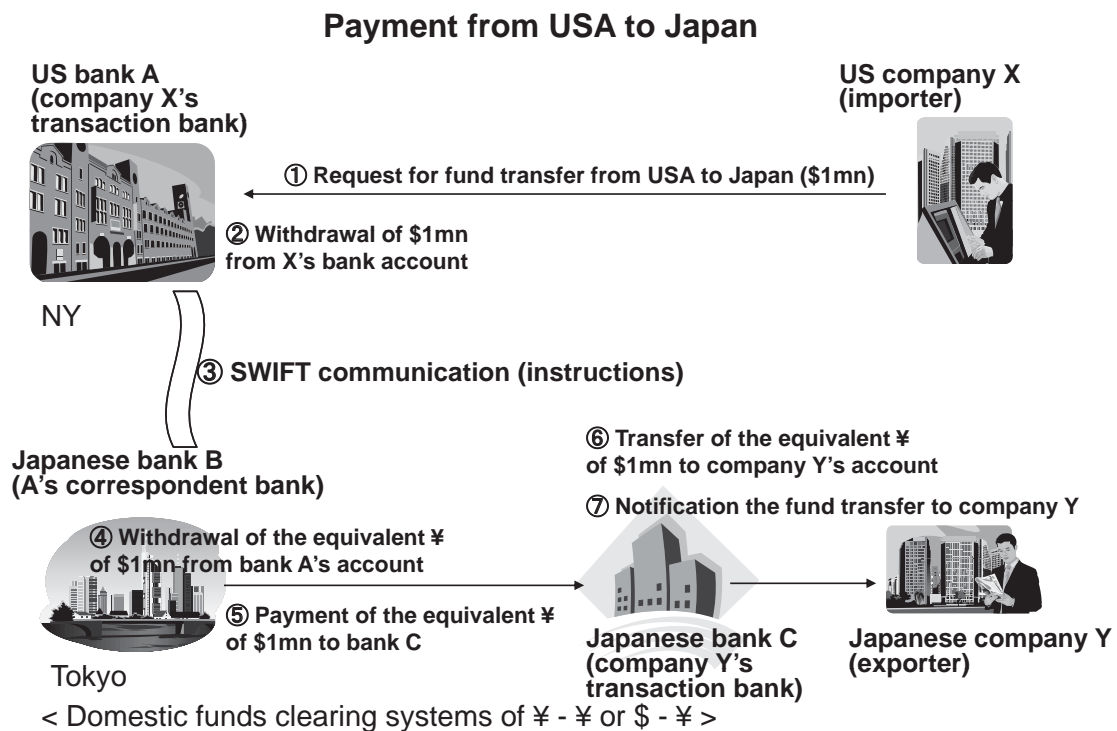 Payment from USA to Japan
US bank A
(company X's
transaction bank)
US company X
(importer)
① Request for fund transfer from USA to Japan ($1mn)
② Withdrawal of $1mn
from X's bank account
NY
③ SWIFT communication (instructions)
Japanese bank B
(A's correspondent bank)
⑥ Transfer of the equivalent ¥
of $1mn to company Y's account
⑦ Notification the fund transfer to company Y
④ Withdrawal of the equivalent ¥
of $1mn from bank A's account
⑤ Payment of the equivalent ¥
of $1mn to bank C
Japanese bank C
(company Y's
transaction bank)
Japanese company Y
(exporter)
Tokyo
< Domestic funds clearing systems of ¥ - ¥ or $ - ¥ >